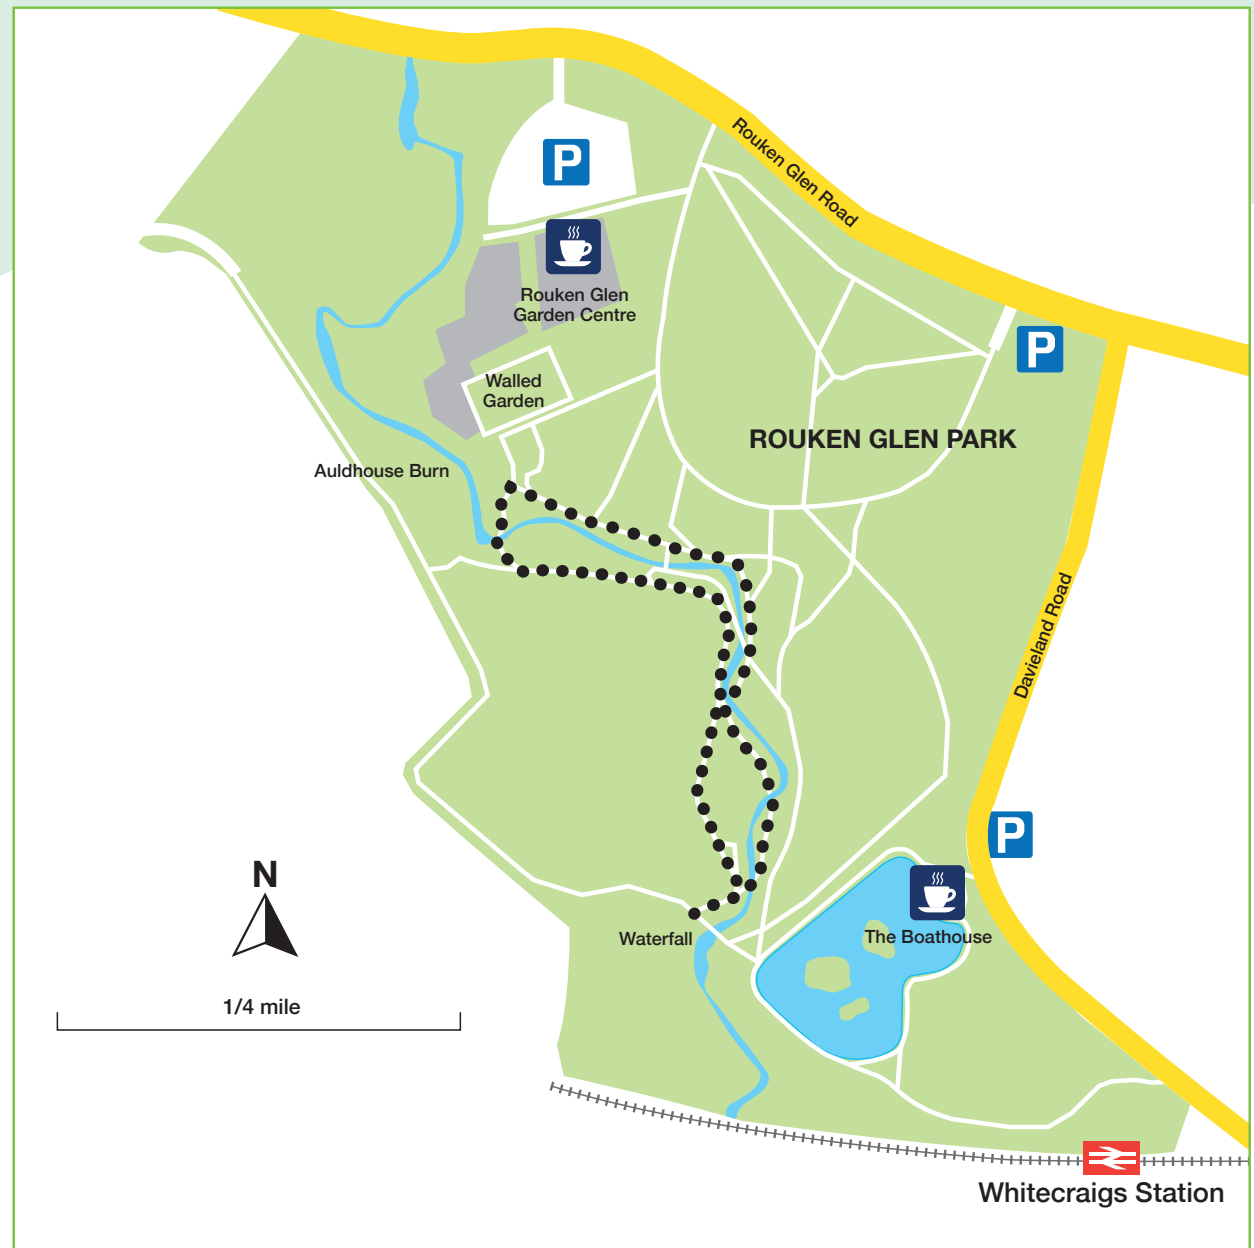 Rouken Glen Road
P
Rouken Glen
Garden Centre
P
Walled
Garden
ROUKEN GLEN PARK
Auldhouse Burn
Davieland Road
P
N
The Boathouse
Waterfall
1/4 mile
Whitecraigs Station